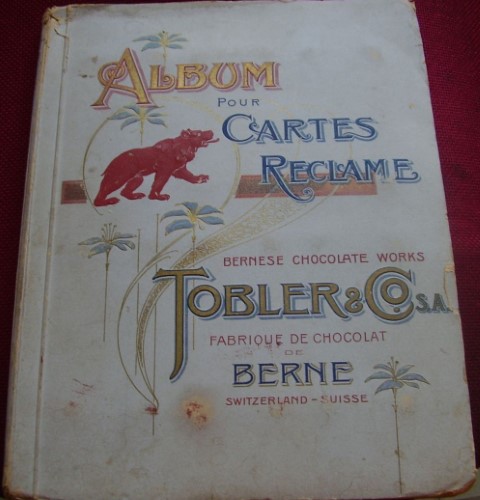 ALBUM
POUR
CARTES
RECLAME
BERNESE CHOCOLATE WORKS
TOBLER & CO. S.A.
FABRIQUE DE CHOCOLAT
DE
BERNE
SWITZERLAND - SUISSE